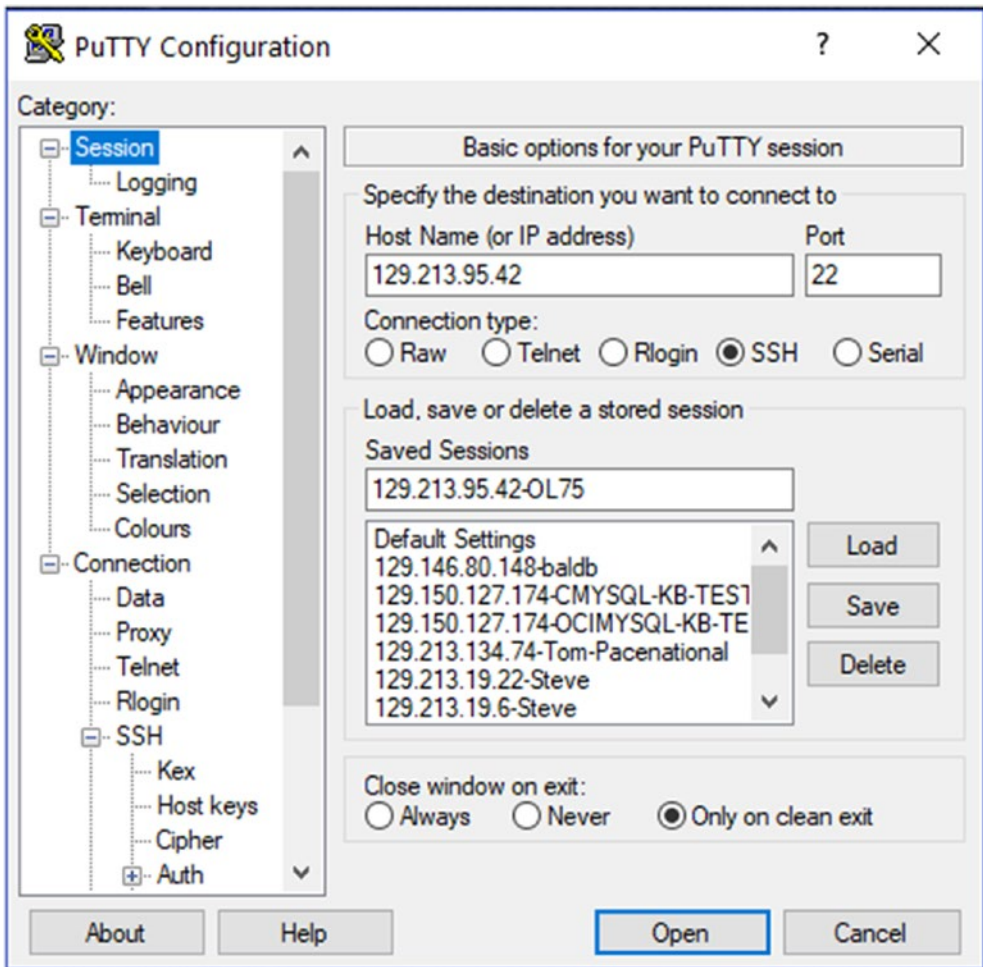 PuTTY Configuration
?
Category:
Session
Logging
Terminal
Keyboard
Bell
Features
Window
Appearance
Behaviour
Translation
Selection
Colours
Connection
Data
Proxy
Telnet
Rlogin
SSH
Kex
Host keys
Cipher
Auth
Basic options for your PuTTY session
Specify the destination you want to connect to
Host Name (or IP address) Port
129.213.95.42 22
Connection type:
Raw Telnet Rlogin SSH Serial
Load, save or delete a stored session
Saved Sessions
129.213.95.42-OL75
Default Settings
129.146.80.148-baldb
129.150.127.174-CMYSQL-KB-TEST
129.150.127.174-OCIMYSQL-KB-TE
129.213.134.74-Tom-Pacenational
129.213.19.22-Steve
129.213.19.6-Steve
Load
Save
Delete
Close window on exit:
Always Never Only on clean exit
About Help Open Cancel